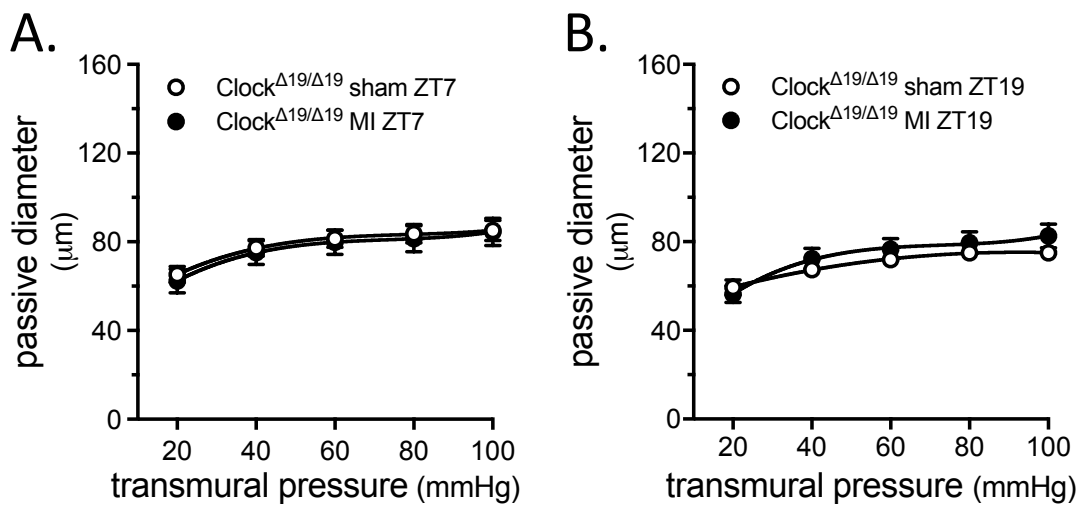 A.
160
120
80
40
0
passive diameter
(μm)
Clock^Δ19/Δ19 sham ZT7
Clock^Δ19/Δ19 MI ZT7
20 40 60 80 100
transmural pressure (mmHg)
B.
160
120
80
40
0
passive diameter
(μm)
Clock^Δ19/Δ19 sham ZT19
Clock^Δ19/Δ19 MI ZT19
20 40 60 80 100
transmural pressure (mmHg)